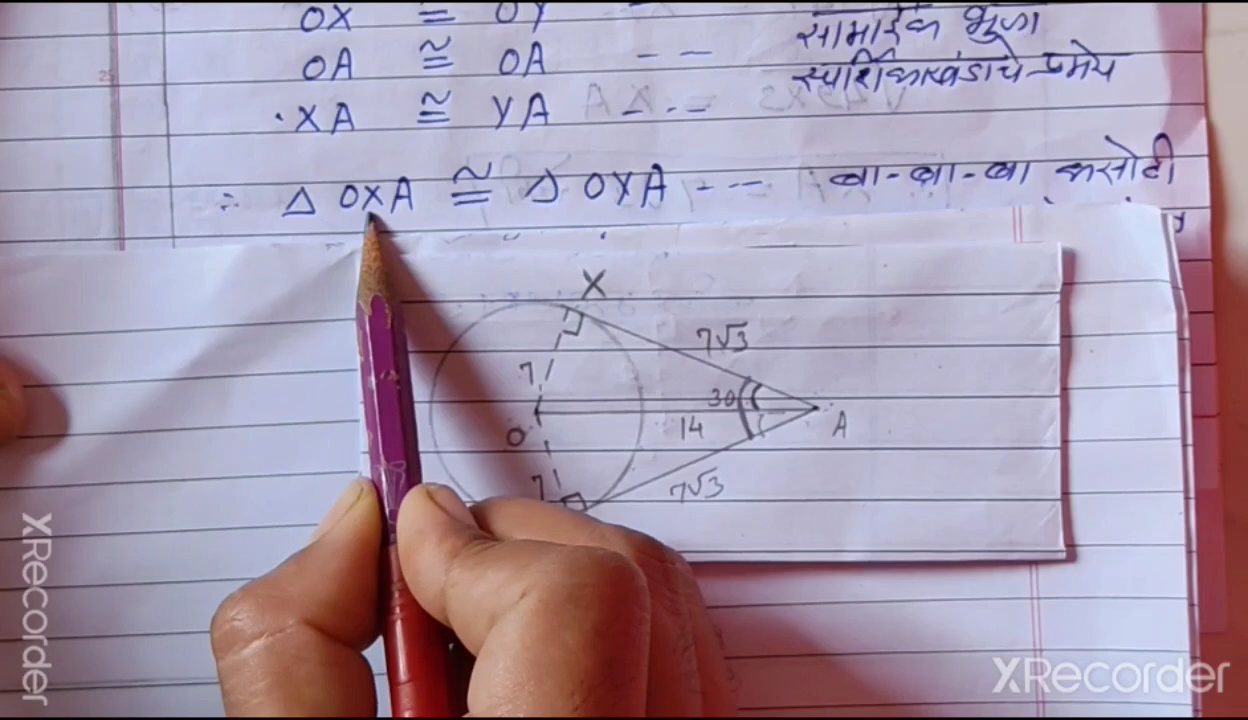 OX ≅ OY --
OA ≅ OA -- सामाईक भुजा
XA ≅ YA -- स्पर्शिकाखंडाचे प्रमेय
∴ Δ OXA ≅ Δ OYA -- बा-बा-बा कसोटी
X
7√3
7
30
O
14
A
7
7√3
XRecorder
XRecorder